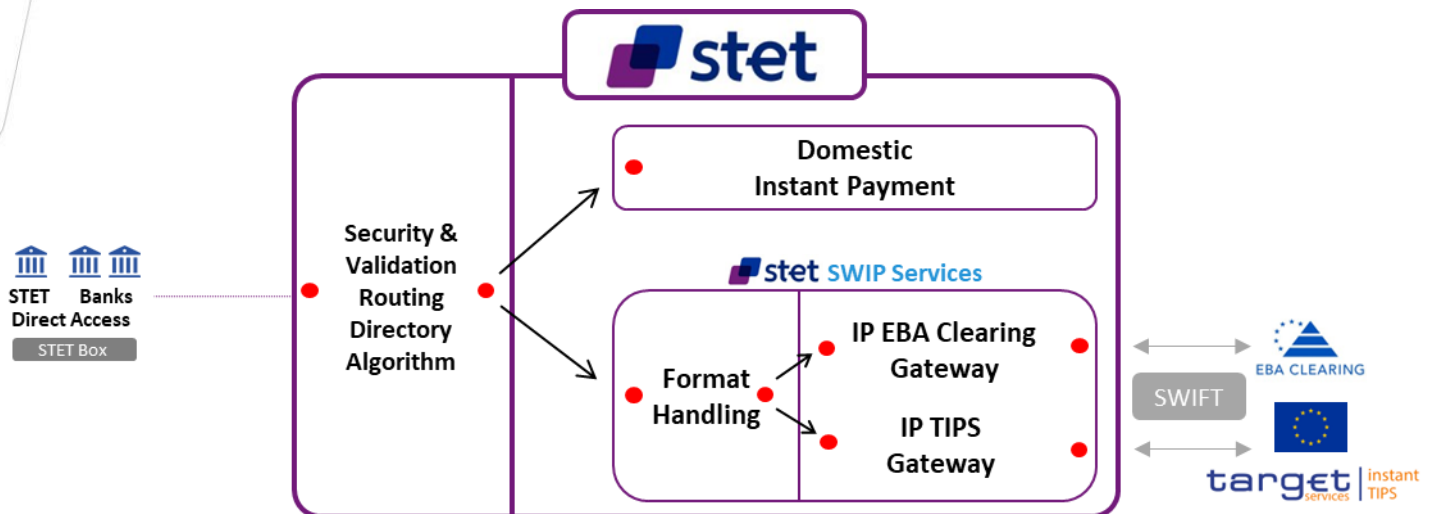 stet
Domestic
Instant Payment
Security &
Validation
Routing
Directory
Algorithm
STET Banks
Direct Access
STET Box
stet SWIP Services
Format
Handling
IP EBA Clearing
Gateway
IP TIPS
Gateway
EBA CLEARING
SWIFT
target
services
instant
TIPS